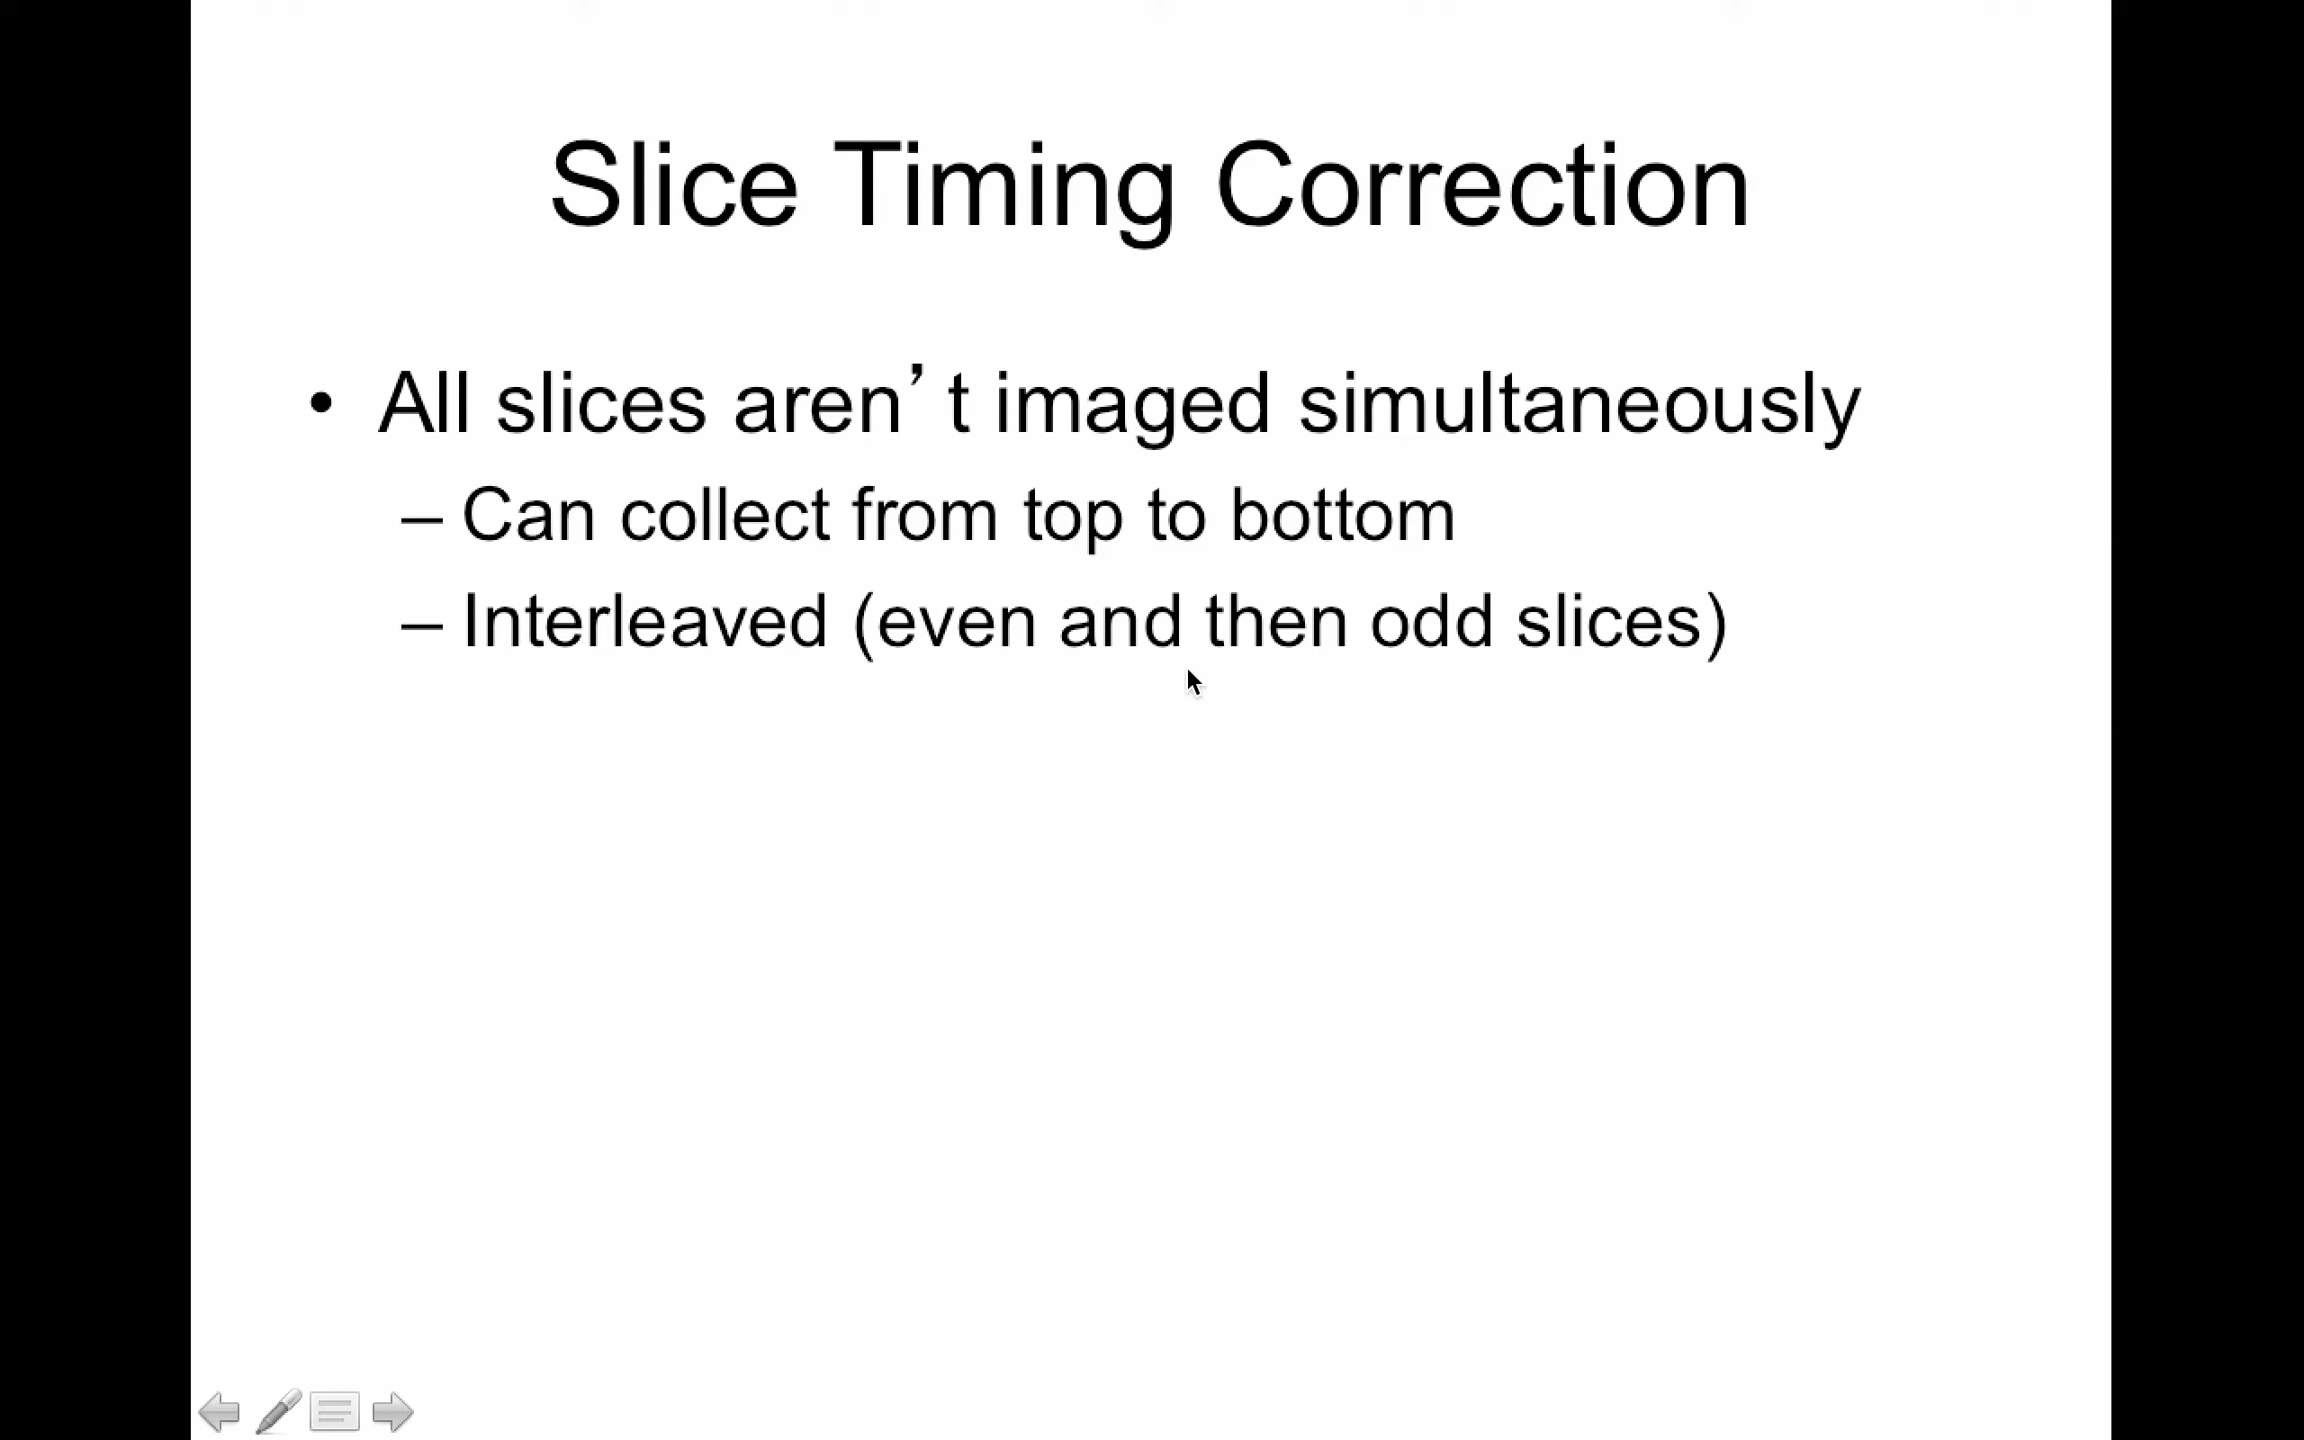 Slice Timing Correction
• All slices aren’ t imaged simultaneously
– Can collect from top to bottom
– Interleaved (even and then odd slices)